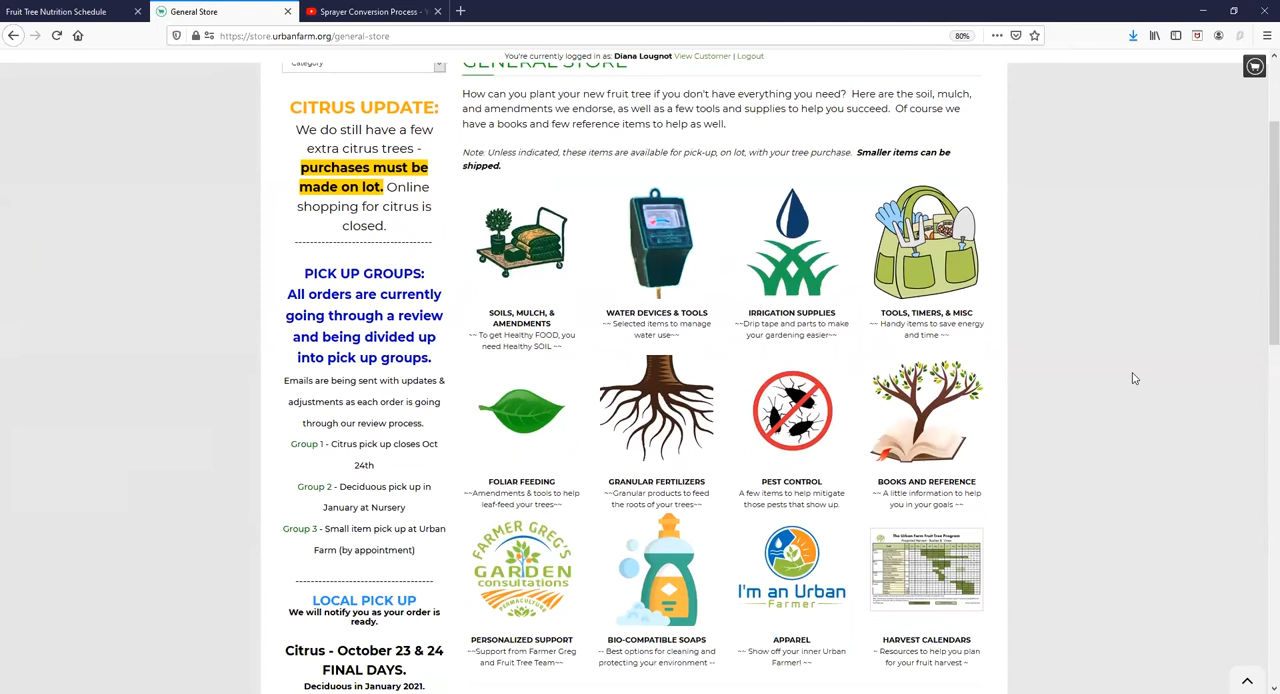 Fruit Tree Nutrition Schedule
General Store
Sprayer Conversion Process -
https://store.urbanfarm.org/general-store
80%
You're currently logged in as: Diana Lougnot View Customer | Logout
Category
GENERAL STORE
How can you plant your new fruit tree if you don't have everything you need? Here are the soil, mulch,
and amendments we endorse, as well as a few tools and supplies to help you succeed. Of course we
have a books and few reference items to help as well.
Note. Unless indicated, these items are available for pick-up, on lot, with your tree purchase. Smaller items can be
shipped.
CITRUS UPDATE:
We do still have a few
extra citrus trees -
purchases must be
made on lot. Online
shopping for citrus is
closed.
---------------------------------
PICK UP GROUPS:
All orders are currently
going through a review
and being divided up
into pick up groups.
Emails are being sent with updates &
adjustments as each order is going
through our review process.
Group 1 - Citrus pick up closes Oct
24th
Group 2 - Deciduous pick up in
January at Nursery
Group 3 - Small item pick up at Urban
Farm (by appointment)
---------------------------------
LOCAL PICK UP
We will notify you as your order is
ready.
Citrus - October 23 & 24
FINAL DAYS.
Deciduous in January 2021.
SOILS, MULCH, &
AMENDMENTS
~~ To get Healthy FOOD, you
need Healthy SOIL ~~
WATER DEVICES & TOOLS
~~ Selected items to manage
water use~~
IRRIGATION SUPPLIES
~~Drip tape and parts to make
your gardening easier~~
TOOLS, TIMERS, & MISC
~~ Handy items to save energy
and time ~~
FOLIAR FEEDING
~~Amendments & tools to help
leaf-feed your trees~~
GRANULAR FERTILIZERS
~~Granular products to feed
the roots of your trees~~
PEST CONTROL
A few items to help mitigate
those pests that show up.
BOOKS AND REFERENCE
~~ A little information to help
you in your goals ~~
FARMER GREG'S
GARDEN
consultations
PERMACULTURE
PERSONALIZED SUPPORT
~~Support from Farmer Greg
and Fruit Tree Team~~
BIO-COMPATIBLE SOAPS
-- Best options for cleaning and
protecting your environment --
I'm an Urban
Farmer
APPAREL
~~ Show off your inner Urban
Farmer! ~~
The Urban Farm Fruit Tree Program
HARVEST CALENDARS
~ Resources to help you plan
for your fruit harvest ~